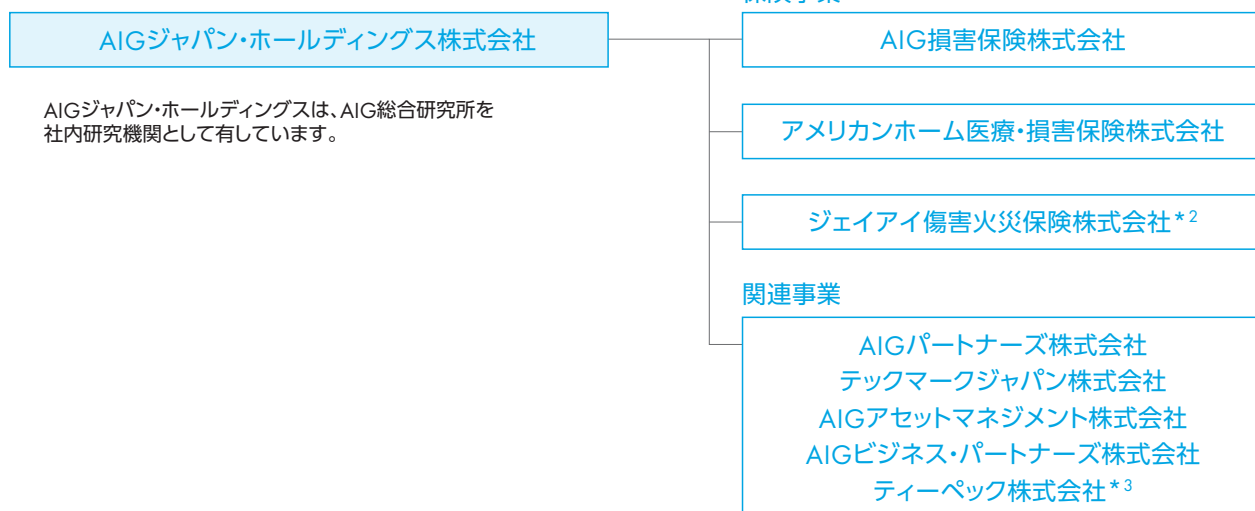 AIGジャパン・ホールディングス株式会社
AIGジャパン・ホールディングスは、AIG総合研究所を
社内研究機関として有しています。
AIG損害保険株式会社
アメリカンホーム医療・損害保険株式会社
ジェイアイ傷害火災保険株式会社*2
関連事業
AIGパートナーズ株式会社
テックマークジャパン株式会社
AIGアセットマネジメント株式会社
AIGビジネス・パートナーズ株式会社
ティーペック株式会社*3